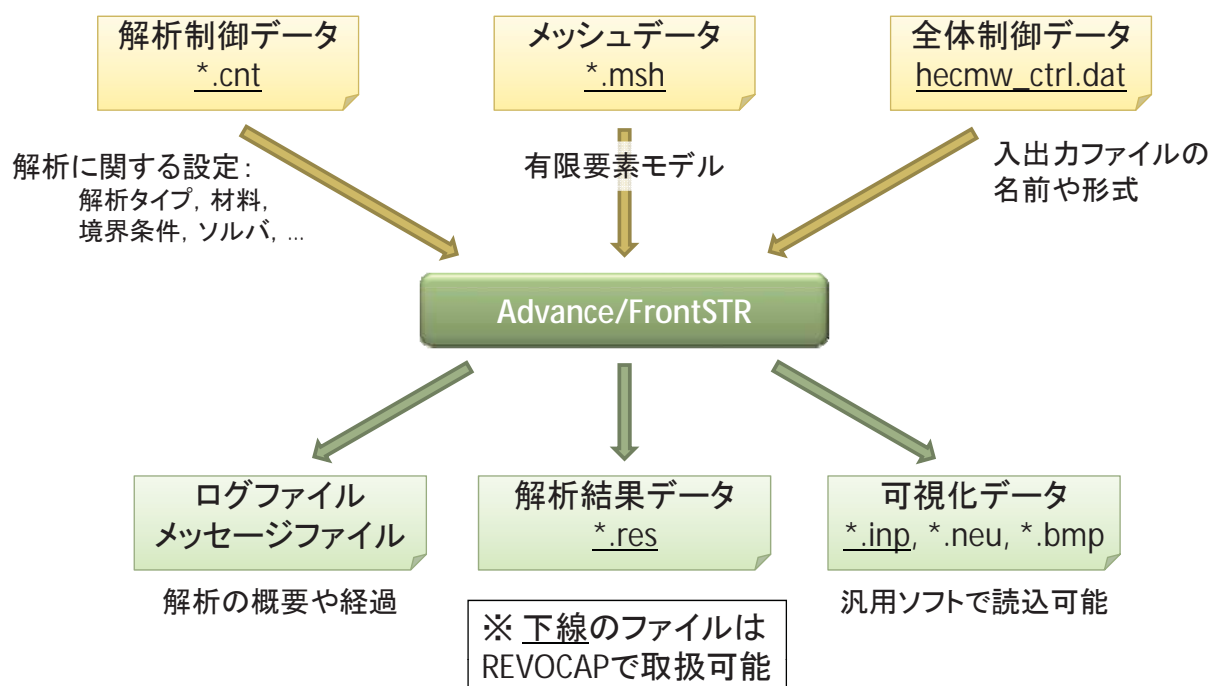 解析制御データ
*.cnt
メッシュデータ
*.msh
全体制御データ
hecmw_ctrl.dat
解析に関する設定：
解析タイプ, 材料,
境界条件, ソルバ, ...
有限要素モデル
入出力ファイルの
名前や形式
Advance/FrontSTR
ログファイル
メッセージファイル
解析結果データ
*.res
可視化データ
*.inp, *.neu, *.bmp
解析の概要や経過
汎用ソフトで読込可能
※ 下線のファイルは
REVOCAPで取扱可能